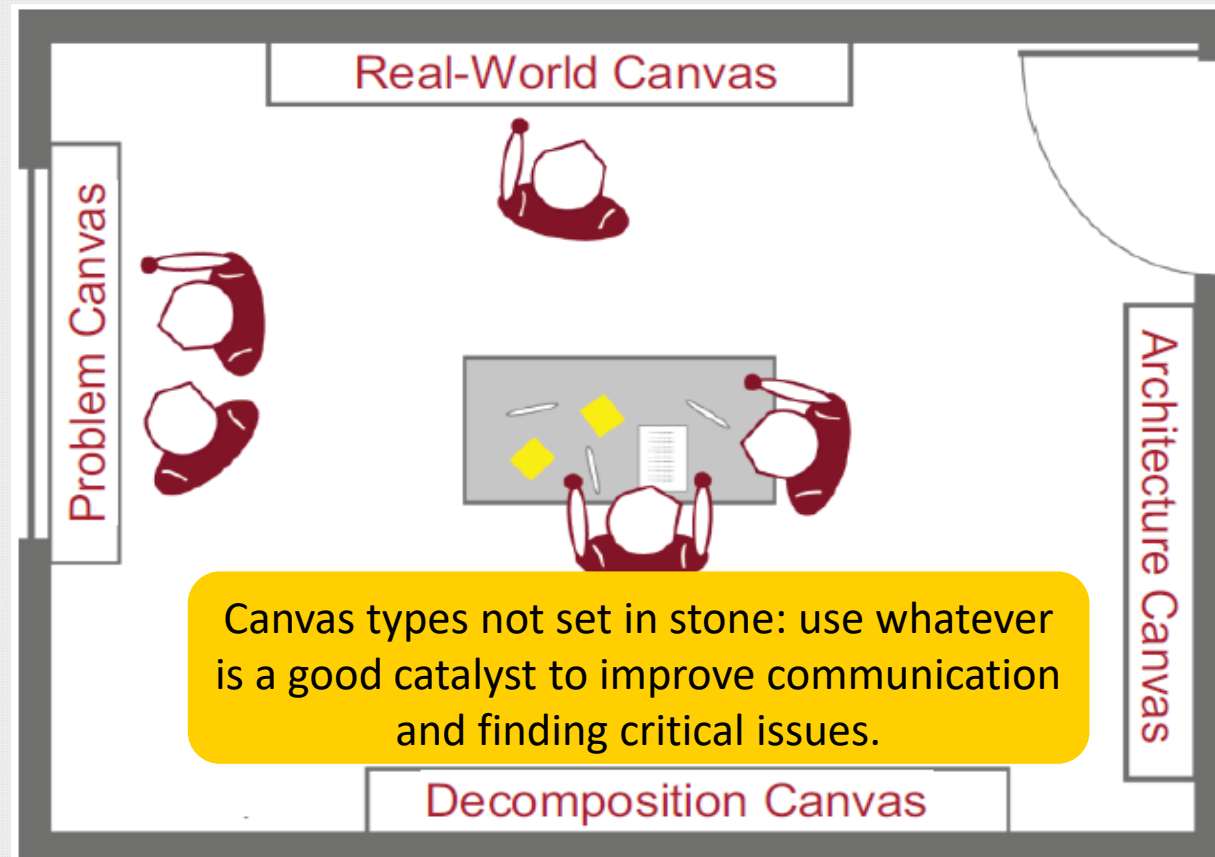 Real-World Canvas
Problem Canvas
Architecture Canvas
Canvas types not set in stone: use whatever
is a good catalyst to improve communication
and finding critical issues.
Decomposition Canvas